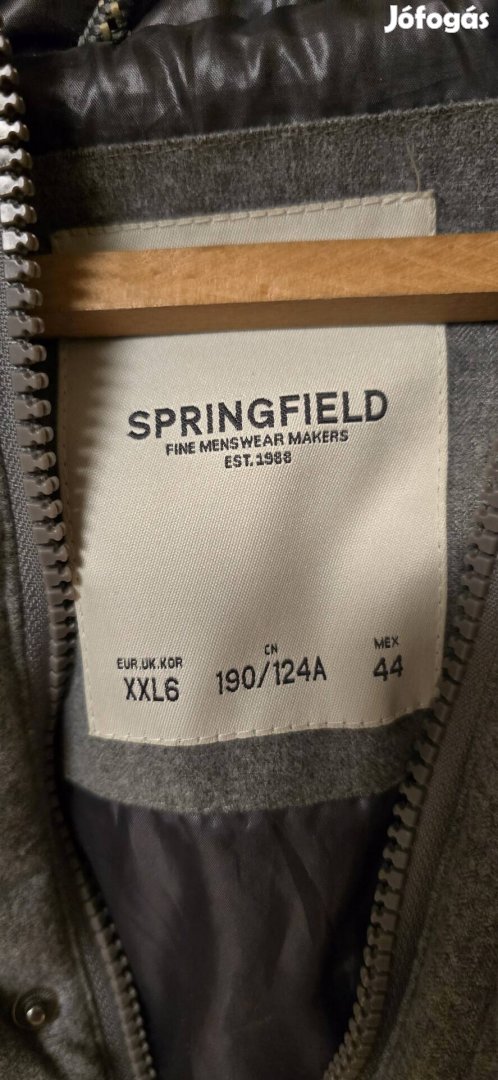 Jófogás
SPRINGFIELD
FINE MENSWEAR MAKERS
EST.1988
EUR.UK.KOR
XXL6
CN
190/124A
MEX
44